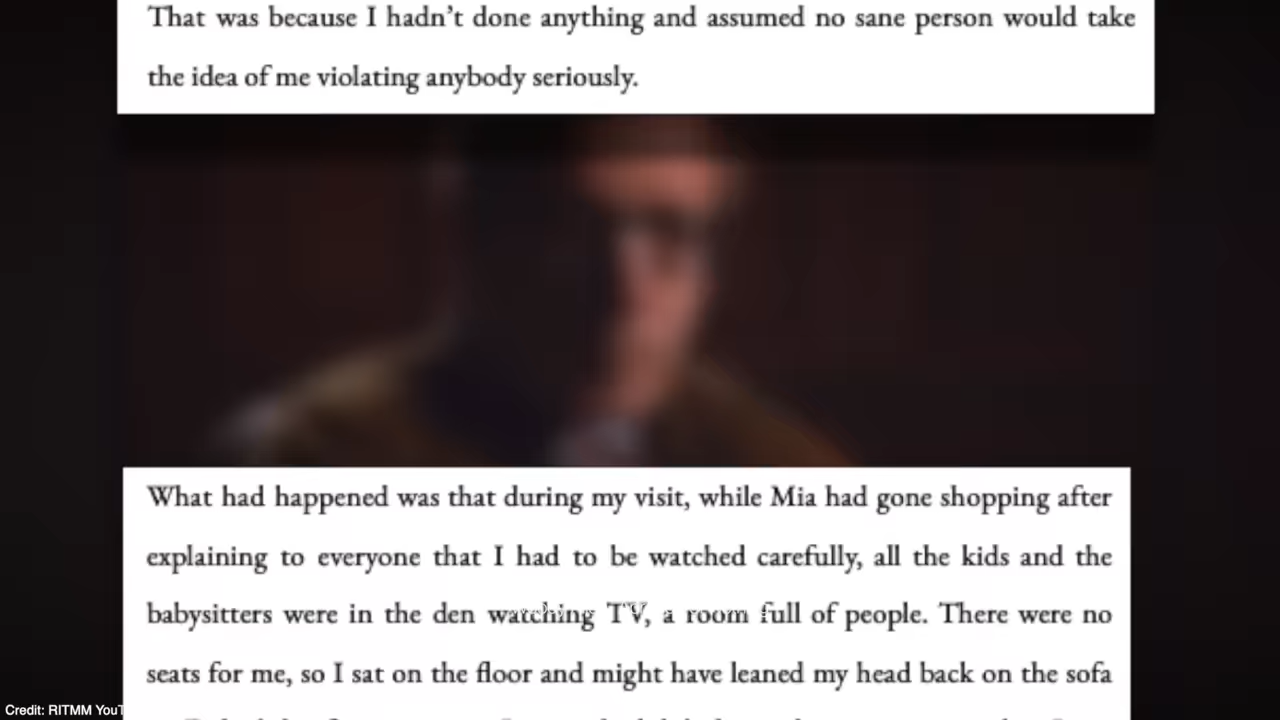 That was because I hadn’t done anything and assumed no sane person would take
the idea of me violating anybody seriously.
What had happened was that during my visit, while Mia had gone shopping after
explaining to everyone that I had to be watched carefully, all the kids and the
babysitters were in the den watching TV, a room full of people. There were no
seats for me, so I sat on the floor and might have leaned my head back on the sofa
Credit: RITMM YouT